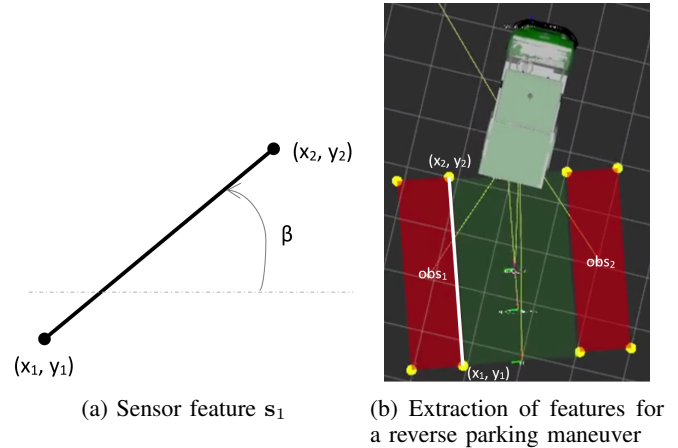 (x₂, y₂)
β
(x₁, y₁)
(a) Sensor feature s₁
(x₂, y₂)
obs₁
obs₂
(x₁, y₁)
(b) Extraction of features for
a reverse parking maneuver